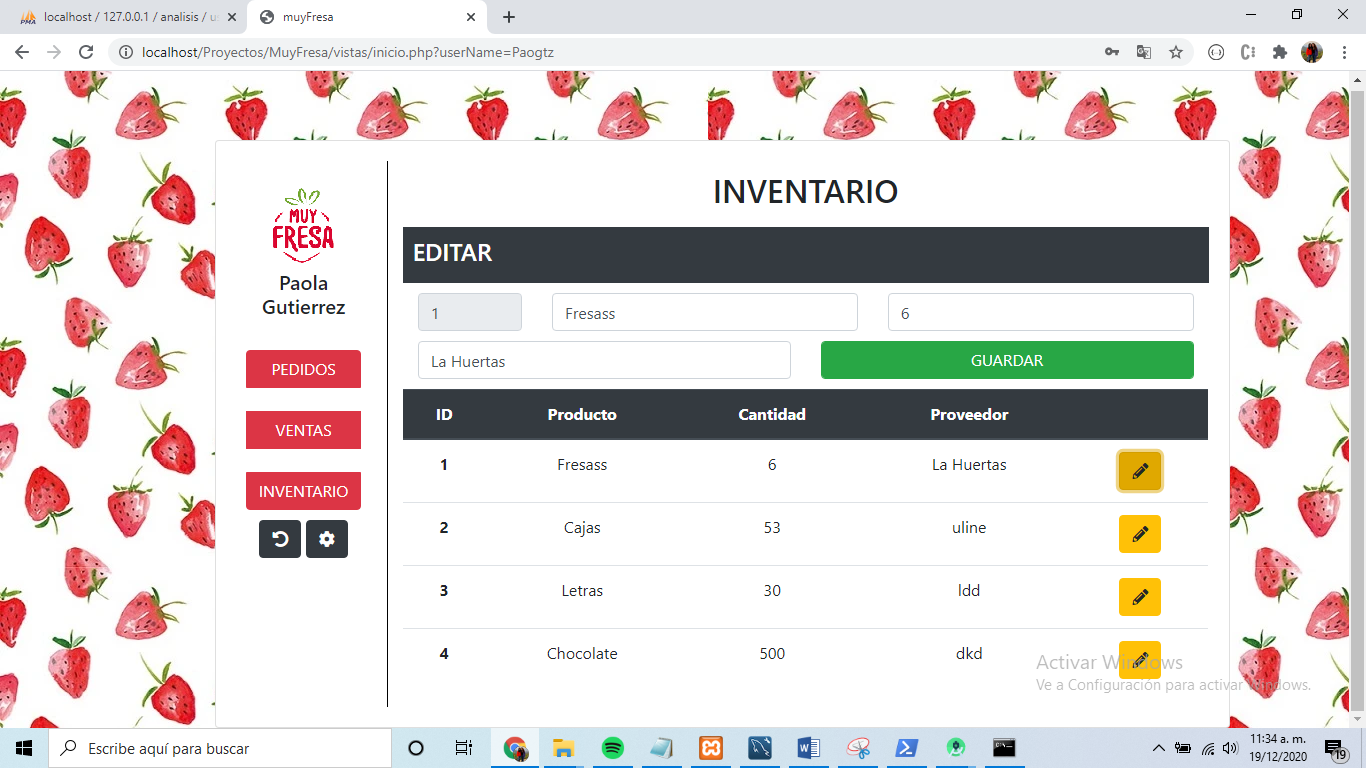 localhost / 127.0.0.1 / analisis / u
muyFresa
localhost/Proyectos/MuyFresa/vistas/inicio.php?userName=Paogtz
MUY
FRESA
Paola
Gutierrez
PEDIDOS
VENTAS
INVENTARIO
INVENTARIO
EDITAR
1 Fresass 6
La Huertas GUARDAR
ID Producto Cantidad Proveedor
1 Fresass 6 La Huertas
2 Cajas 53 uline
3 Letras 30 ldd
4 Chocolate 500 dkd
Activar Windows
Ve a Configuración para activar Windows.
Escribe aquí para buscar
11:34 a. m.
19/12/2020
19